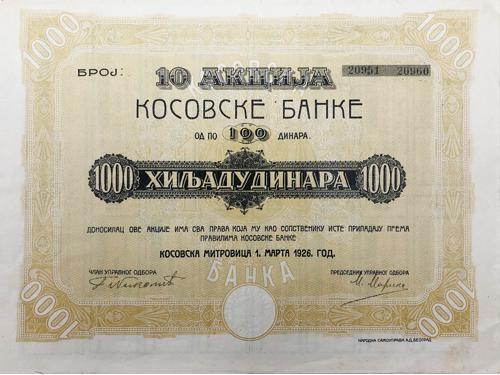 1000 1000
БРОЈ: 10 АКЦИЈА 20951 20960
КОСОВСКЕ БАНКЕ
ОД ПО 100 ДИНАРА.
1000 ХИЉАДУДИНАРА 1000
ДОНОСИЛАЦ ОВЕ АКЦИЈЕ ИМА СВА ПРАВА КОЈА МУ КАО СОПСТВЕНИКУ ИСТЕ ПРИПАДАЈУ ПРЕМА
ПРАВИЛИМА КОСОВСКЕ БАНКЕ
КОСОВСКА МИТРОВИЦА 1. МАРТА 1926. ГОД.
БАНКА
ЧЛАН УПРАВНОГ ОДБОРА ПРЕДСЕДНИК УПРАВНОГ ОДБОРА
1000 1000
НАРОДНА САМОУПРАВА А.Д. БЕОГРАД